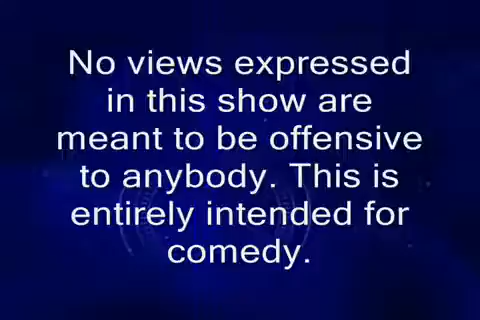 No views expressed
in this show are
meant to be offensive
to anybody. This is
entirely intended for
comedy.